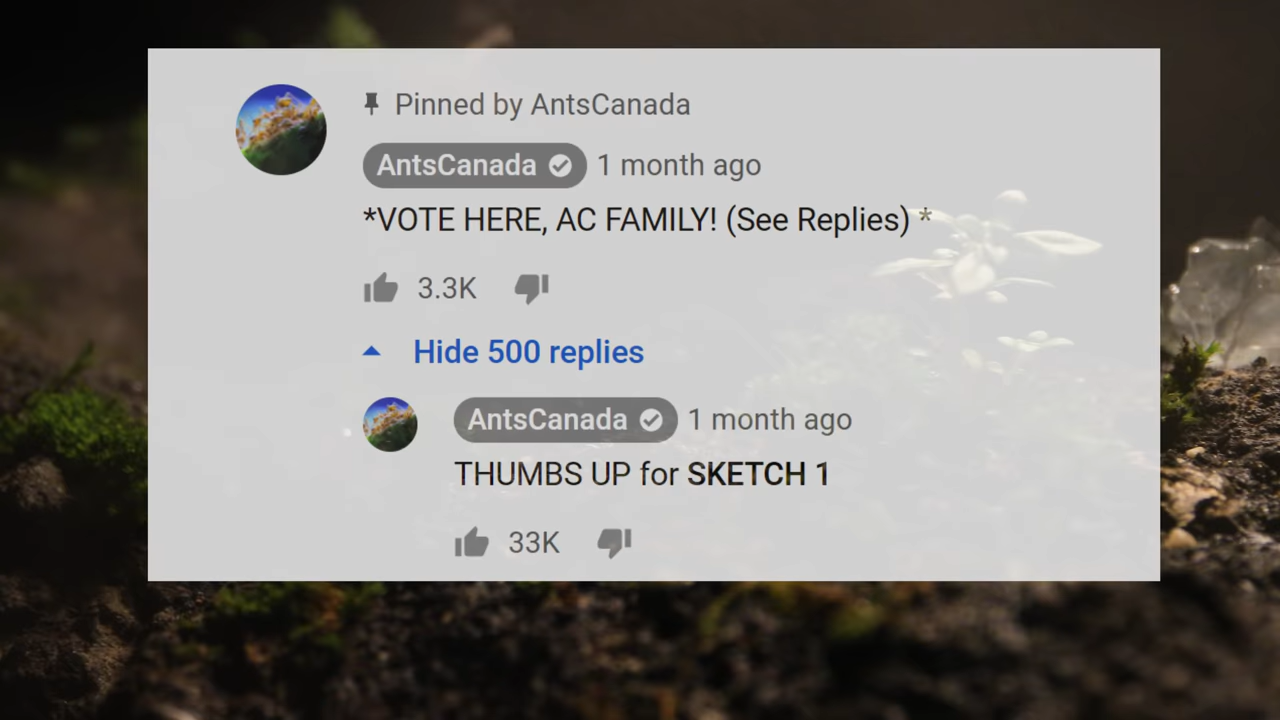 Pinned by AntsCanada
AntsCanada 1 month ago
*VOTE HERE, AC FAMILY! (See Replies) *
3.3K
Hide 500 replies
AntsCanada 1 month ago
THUMBS UP for SKETCH 1
33K